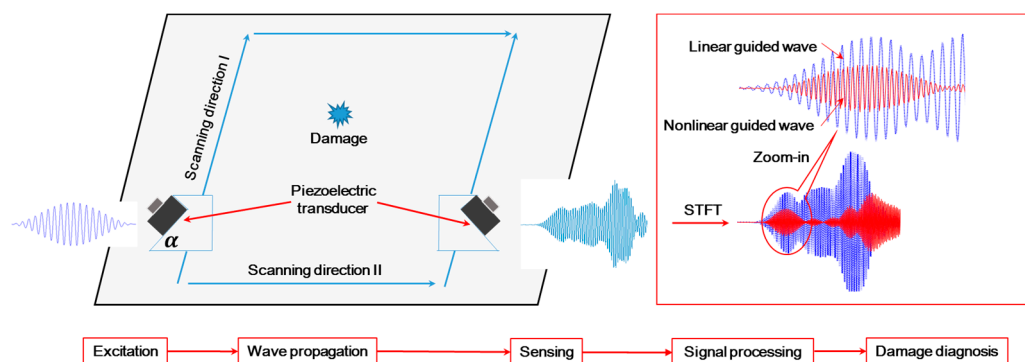 Scanning direction I
Damage
Piezoelectric
transducer
α
Scanning direction II
Linear guided wave
Nonlinear guided wave
Zoom-in
STFT
Excitation
Wave propagation
Sensing
Signal processing
Damage diagnosis